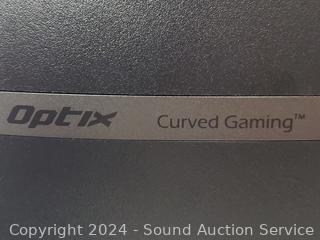 Optix Curved Gaming™
Copyright 2024 - Sound Auction Service